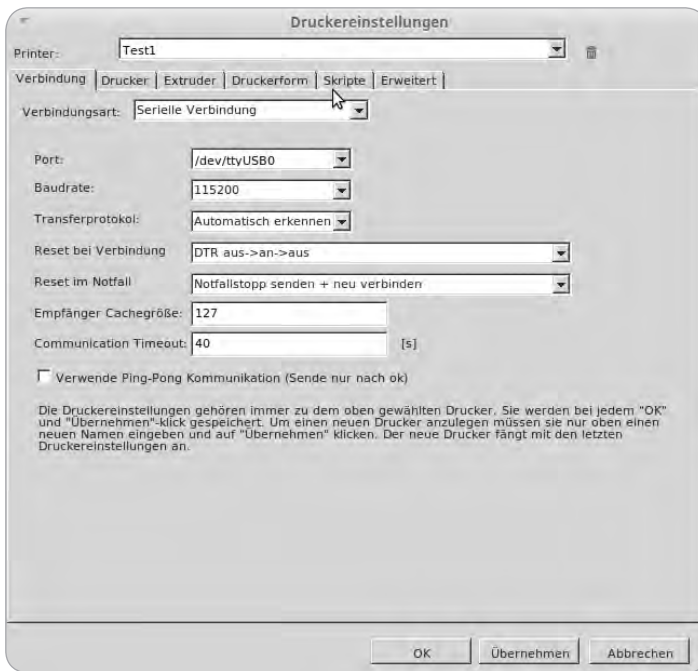 Druckereinstellungen
Printer: Test1
Verbindung Drucker Extruder Druckerform Skripte Erweitert
Verbindungsart: Serielle Verbindung
Port: /dev/ttyUSB0
Baudrate: 115200
Transferprotokol: Automatisch erkennen
Reset bei Verbindung DTR aus->an->aus
Reset im Notfall Notfallstopp senden + neu verbinden
Empfänger Cachegröße: 127
Communication Timeout: 40 [s]
Verwende Ping-Pong Kommunikation (Sende nur nach ok)
Die Druckereinstellungen gehören immer zu dem oben gewählten Drucker. Sie werden bei jedem "OK"
und "Übernehmen"-klick gespeichert. Um einen neuen Drucker anzulegen müssen sie nur oben einen
neuen Namen eingeben und auf "Übernehmen" klicken. Der neue Drucker fängt mit den letzten
Druckereinstellungen an.
OK Übernehmen Abbrechen